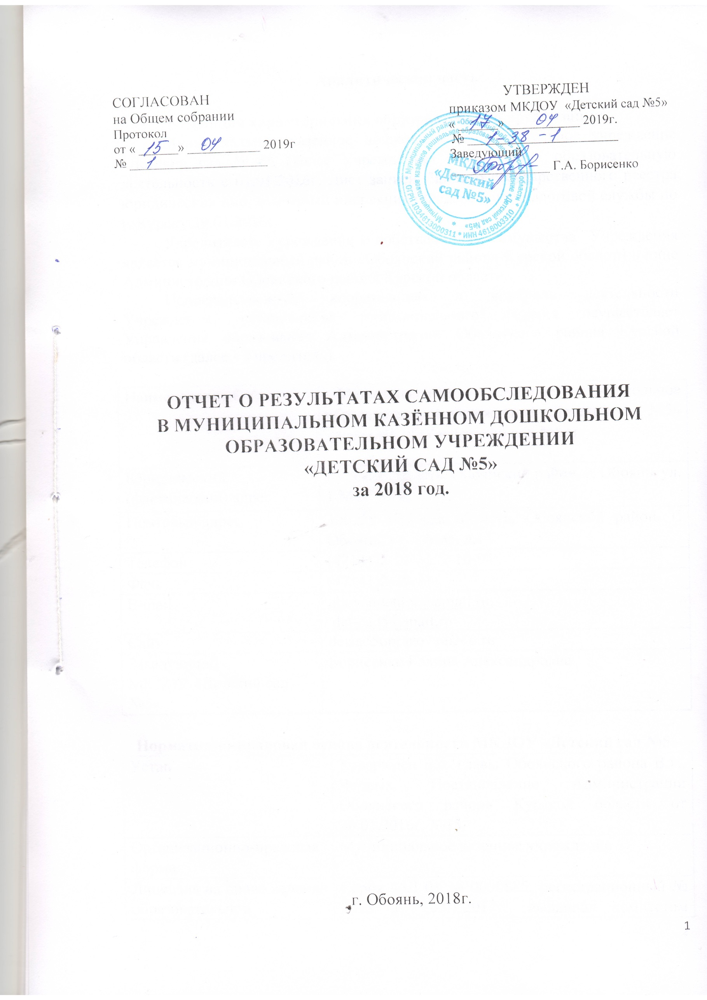 СОГЛАСОВАН
на Общем собрании
Протокол
от « 15 » 04 2019г
№ 1
УТВЕРЖДЕН
приказом МКДОУ «Детский сад №5»
« 17 » 04 2019г.
№ 1-38-1
Заведующий
Г.А. Борисенко
МКДОУ
«Детский
сад №5»
* Муниципальный район «Обоянский район» Курской области * ИНН 4616003310 * ОГРН 1034613000311
Муниципальное казённое дошкольное образовательное учреждение «Детский сад №5» *
ОТЧЕТ О РЕЗУЛЬТАТАХ САМООБСЛЕДОВАНИЯ
В МУНИЦИПАЛЬНОМ КАЗЁННОМ ДОШКОЛЬНОМ
ОБРАЗОВАТЕЛЬНОМ УЧРЕЖДЕНИИ
«ДЕТСКИЙ САД №5»
за 2018 год.
г. Обоянь, 2018г.
1